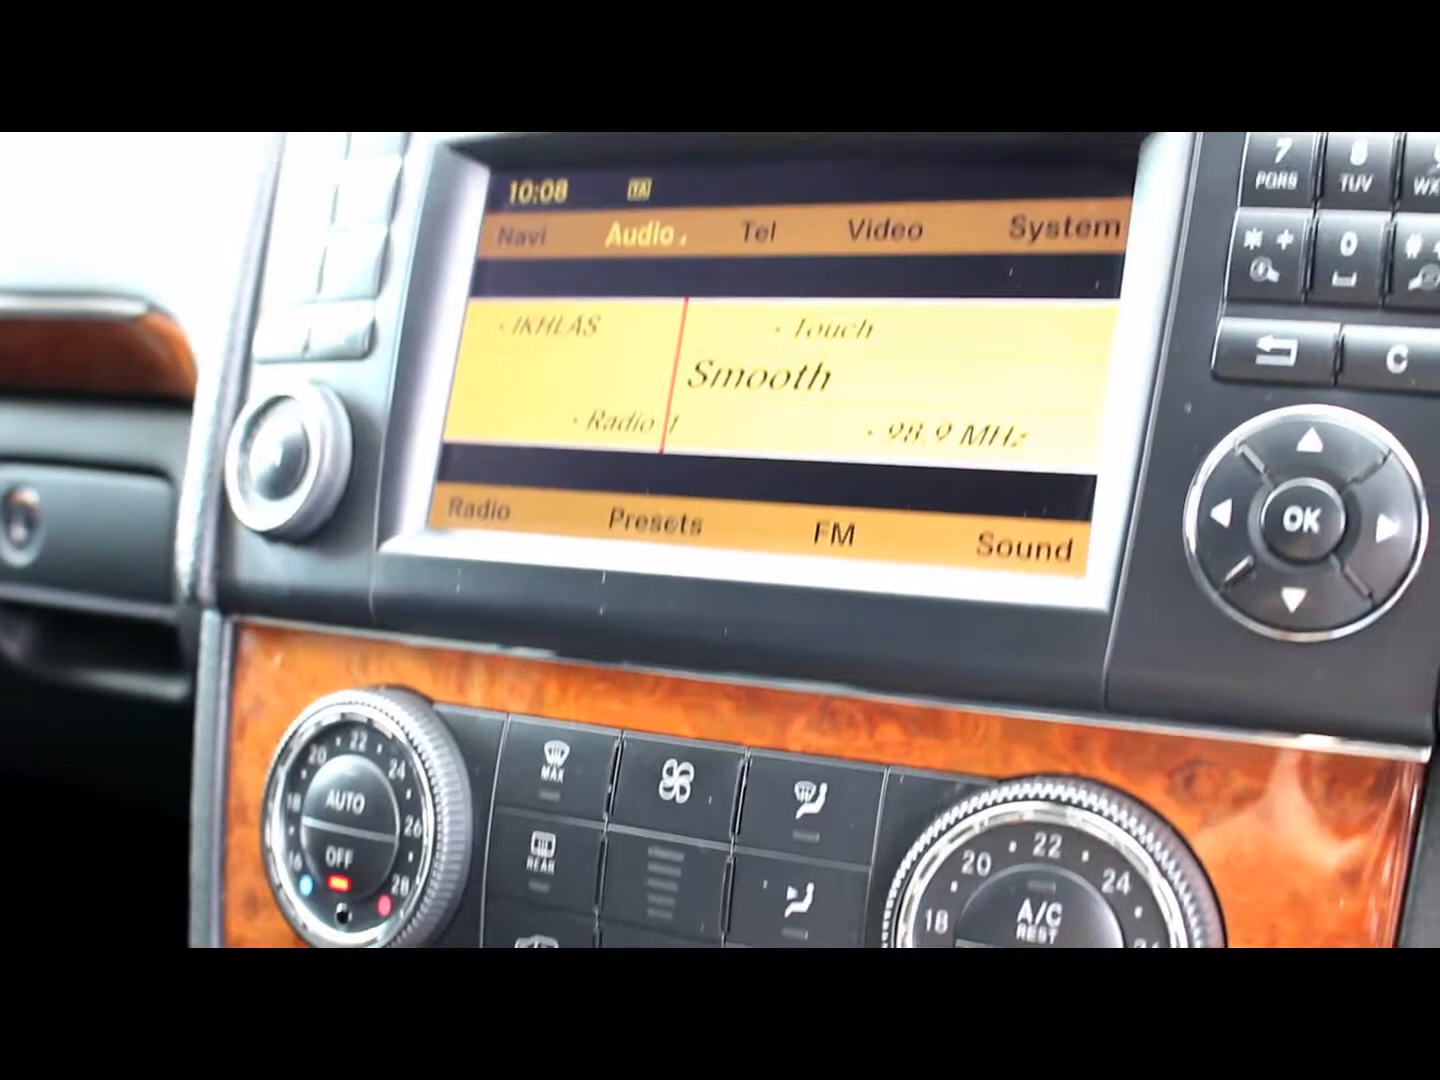 10:08 TA
Navi Audio Tel Video System
IKHLAS Touch
Smooth
Radio 1 98.9 MHz
Radio Presets FM Sound
7 PQRS
8 TUV
* +
0
C
OK
16 18 20 22 24 26 28
AUTO
OFF
MAX
REAR
18 20 22 24
A/C
REST